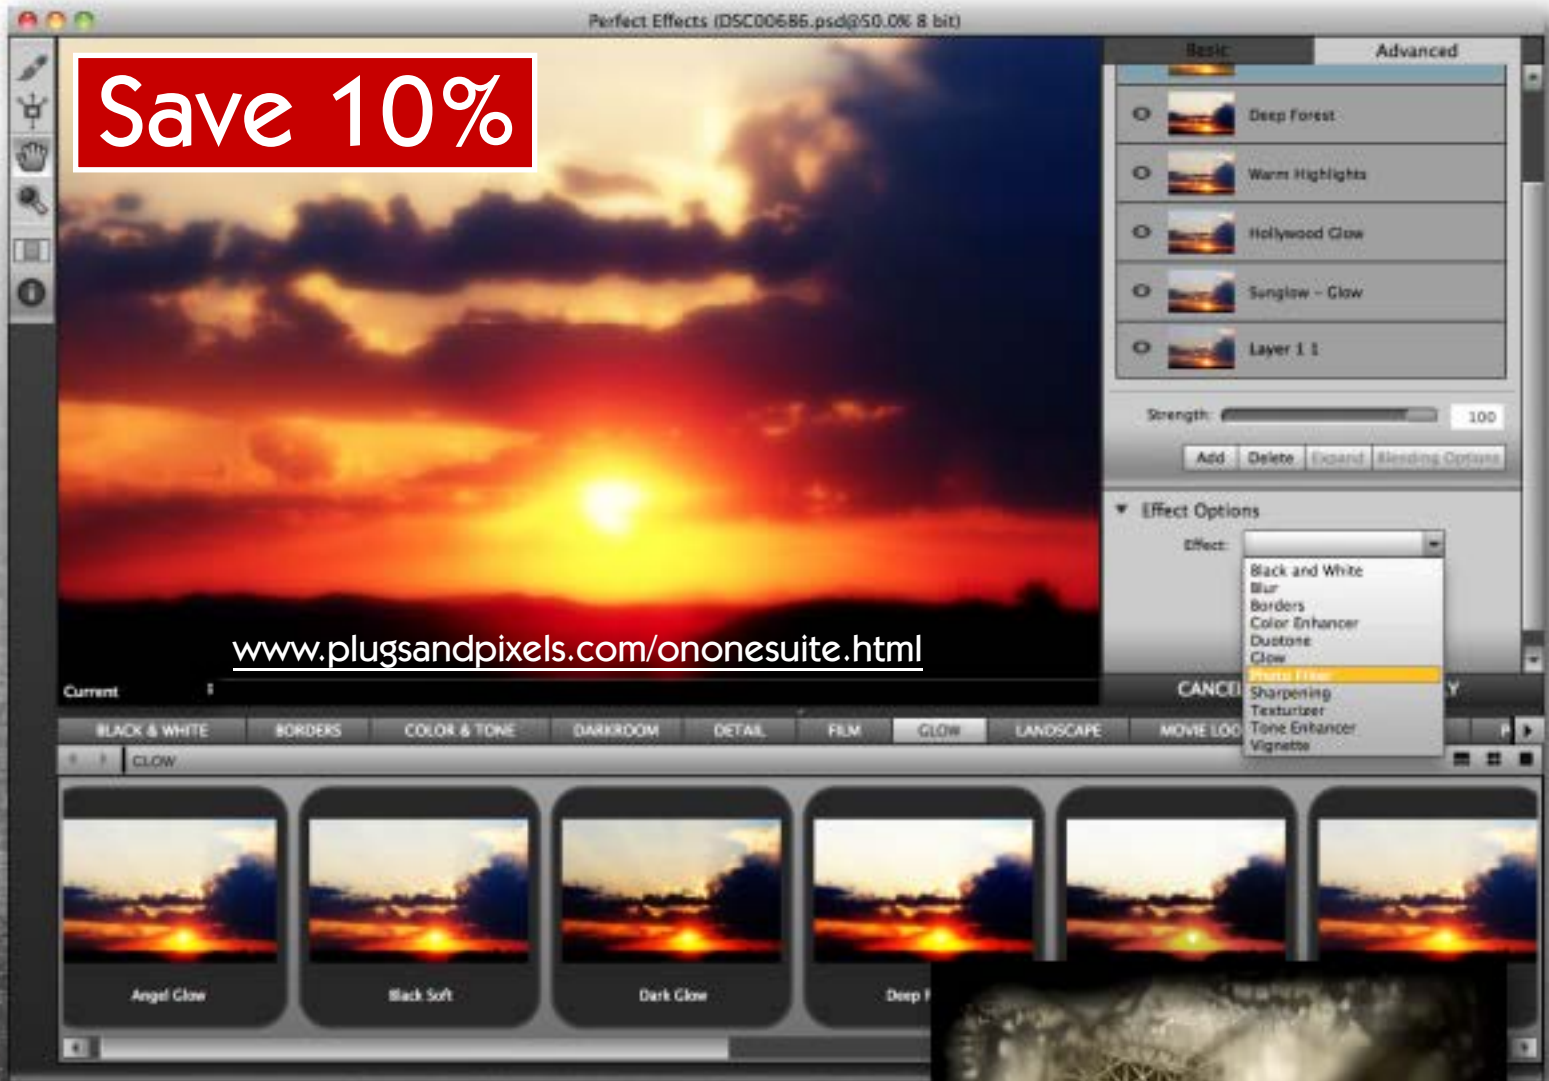 Perfect Effects (DSC00686.psd@50.0% 8 bit)
Save 10%
Basic
Advanced
Deep Forest
Warm Highlights
Hollywood Glow
Sunglow - Glow
Layer 1 1
Strength:
100
Add
Delete
Expand
Blending Options
Effect Options
Effect:
Black and White
Blur
Borders
Color Enhancer
Duotone
Glow
Photo Filter
Sharpening
Texturizer
Tone Enhancer
Vignette
www.plugsandpixels.com/ononesuite.html
Current
CANCEL
Y
BLACK & WHITE
BORDERS
COLOR & TONE
DARKROOM
DETAIL
FILM
GLOW
LANDSCAPE
MOVIE LOO
P
GLOW
Angel Glow
Black Soft
Dark Glow
Deep F